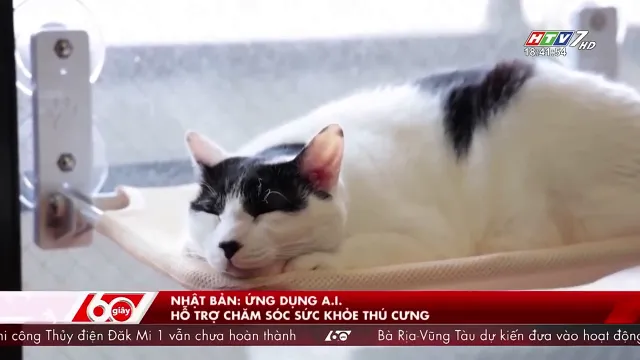 HTV7 HD
18:41:54
NHẬT BẢN: ỨNG DỤNG A.I.
60 giây
HỖ TRỢ CHĂM SÓC SỨC KHỎE THÚ CƯNG
i công Thủy điện Đăk Mi 1 vẫn chưa hoàn thành
Bà Rịa-Vũng Tàu dự kiến đưa vào hoạt động